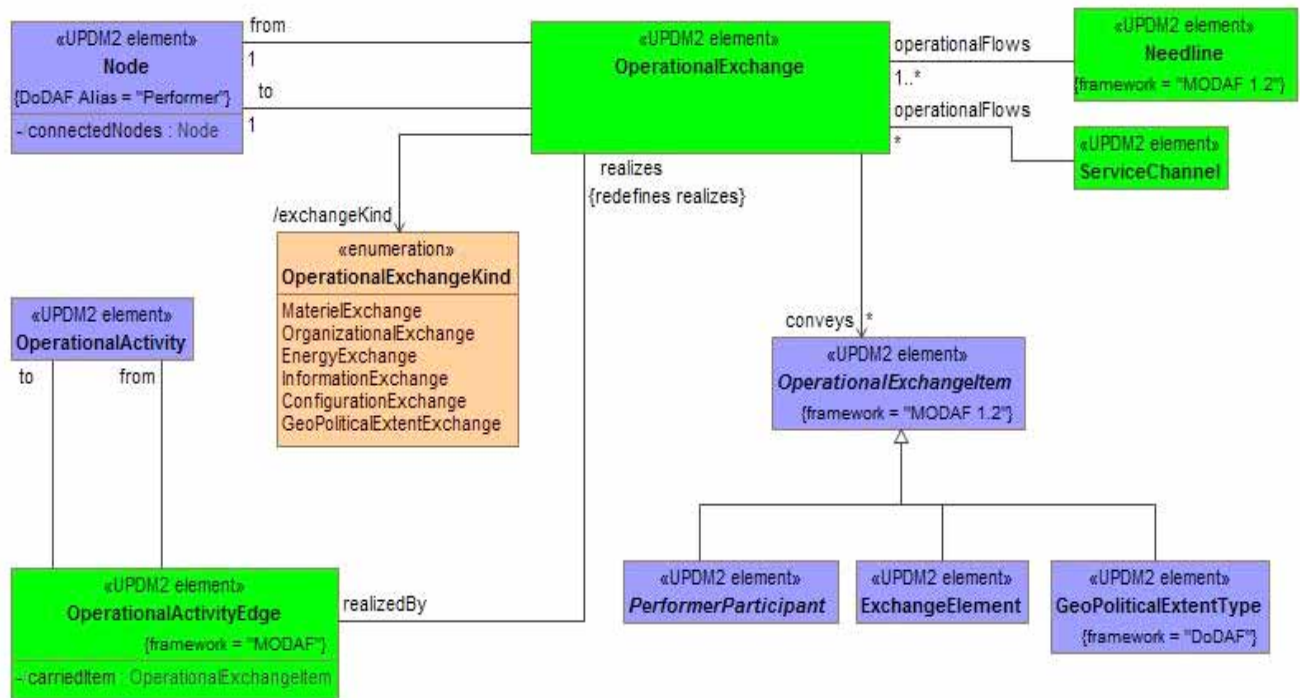 «UPDM2 element»
Node
{DoDAF Alias = "Performer"}
-/connectedNodes : Node
from
1
to
1
«UPDM2 element»
OperationalExchange
operationalFlows
1..*
operationalFlows
*
«UPDM2 element»
Needline
{framework = "MODAF 1.2"}
«UPDM2 element»
ServiceChannel
realizes
{redefines realizes}
/exchangeKind
«enumeration»
OperationalExchangeKind
MaterielExchange
OrganizationalExchange
EnergyExchange
InformationExchange
ConfigurationExchange
GeoPoliticalExtentExchange
«UPDM2 element»
OperationalActivity
to
from
conveys *
«UPDM2 element»
OperationalExchangeItem
{framework = "MODAF 1.2"}
«UPDM2 element»
OperationalActivityEdge
{framework = "MODAF"}
-/carriedItem : OperationalExchangeItem
realizedBy
«UPDM2 element»
PerformerParticipant
«UPDM2 element»
ExchangeElement
«UPDM2 element»
GeoPoliticalExtentType
{framework = "DoDAF"}